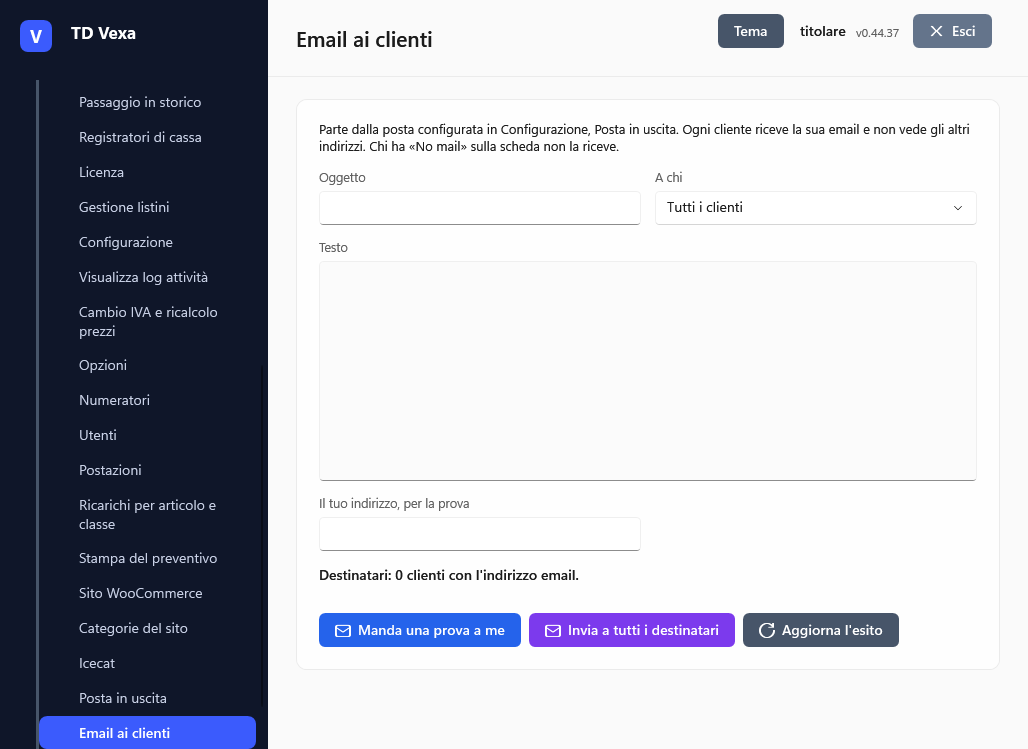 V
TD Vexa
Passaggio in storico
Registratori di cassa
Licenza
Gestione listini
Configurazione
Visualizza log attività
Cambio IVA e ricalcolo
prezzi
Opzioni
Numeratori
Utenti
Postazioni
Ricarichi per articolo e
classe
Stampa del preventivo
Sito WooCommerce
Categorie del sito
Icecat
Posta in uscita
Email ai clienti
Email ai clienti
Tema
titolare
v0.44.37
Esci
Parte dalla posta configurata in Configurazione, Posta in uscita. Ogni cliente riceve la sua email e non vede gli altri
indirizzi. Chi ha «No mail» sulla scheda non la riceve.
Oggetto
A chi
Tutti i clienti
Testo
Il tuo indirizzo, per la prova
Destinatari: 0 clienti con l'indirizzo email.
Manda una prova a me
Invia a tutti i destinatari
Aggiorna l'esito